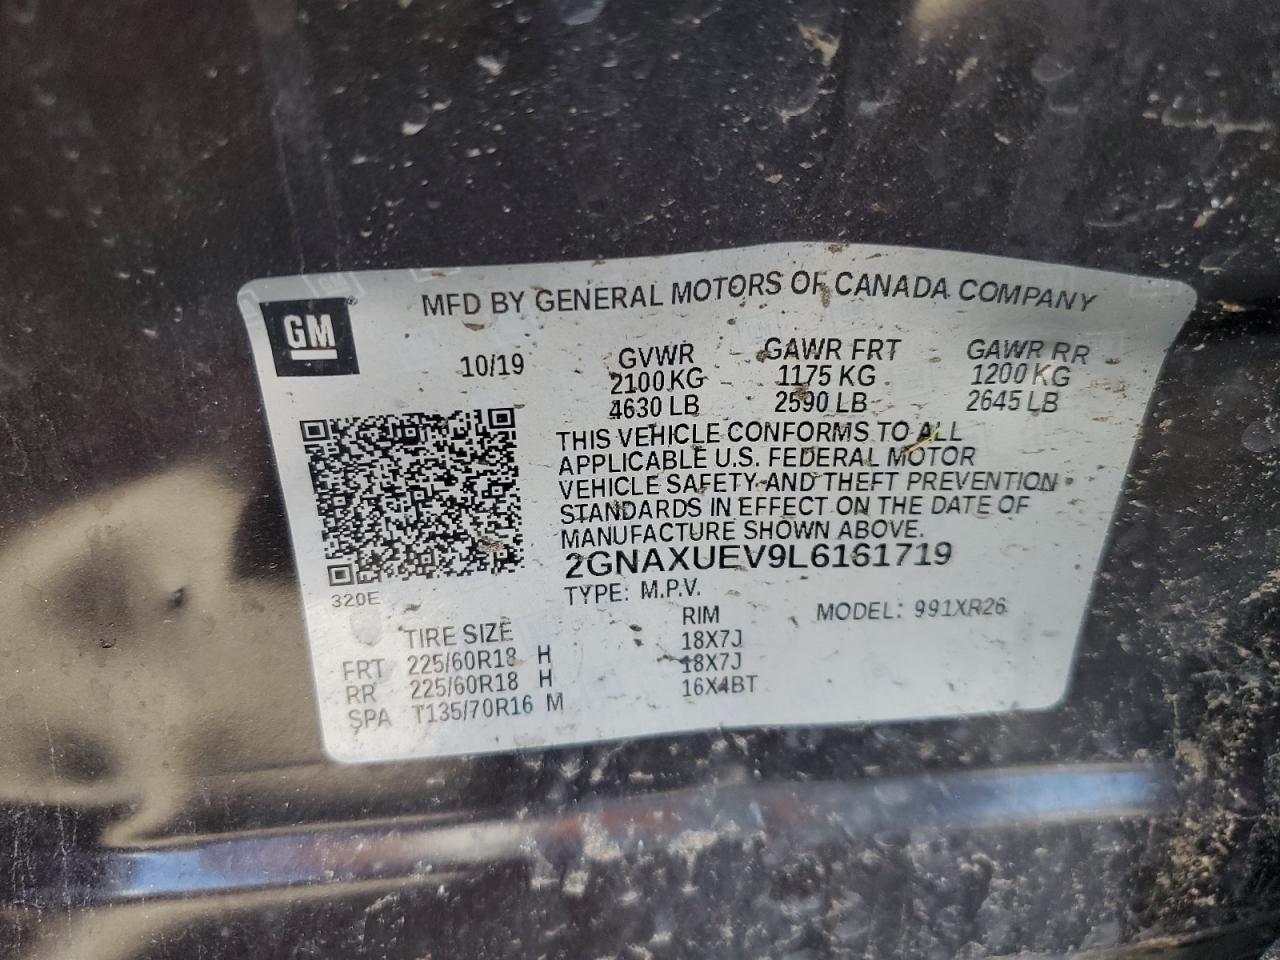 GM
MFD BY GENERAL MOTORS OF CANADA COMPANY
10/19
GVWR GAWR FRT GAWR RR
2100 KG 1175 KG 1200 KG
4630 LB 2590 LB 2645 LB
THIS VEHICLE CONFORMS TO ALL
APPLICABLE U.S. FEDERAL MOTOR
VEHICLE SAFETY AND THEFT PREVENTION
STANDARDS IN EFFECT ON THE DATE OF
MANUFACTURE SHOWN ABOVE.
2GNAXUEV9L6161719
320E
TYPE: M.P.V.
MODEL: 991XR26
TIRE SIZE RIM
FRT 225/60R18 H 18X7J
RR 225/60R18 H 18X7J
SPA T135/70R16 M 16X4BT